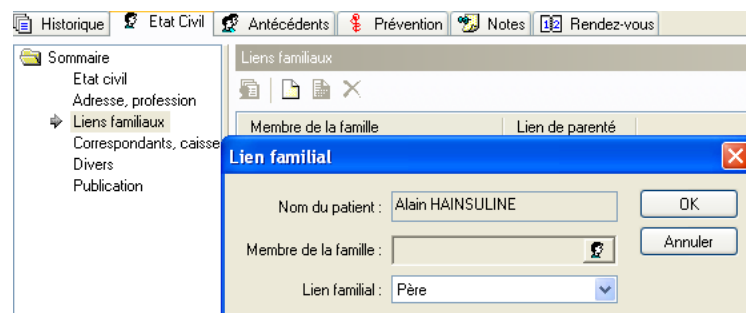 Historique Etat Civil Antécédents Prévention Notes 12 Rendez-vous
Sommaire
Etat civil
Adresse, profession
Liens familiaux
Correspondants, caisse
Divers
Publication
Liens familiaux
Membre de la famille Lien de parenté
Lien familial
Nom du patient : Alain HAINSULINE
OK
Membre de la famille :
Annuler
Lien familial : Père